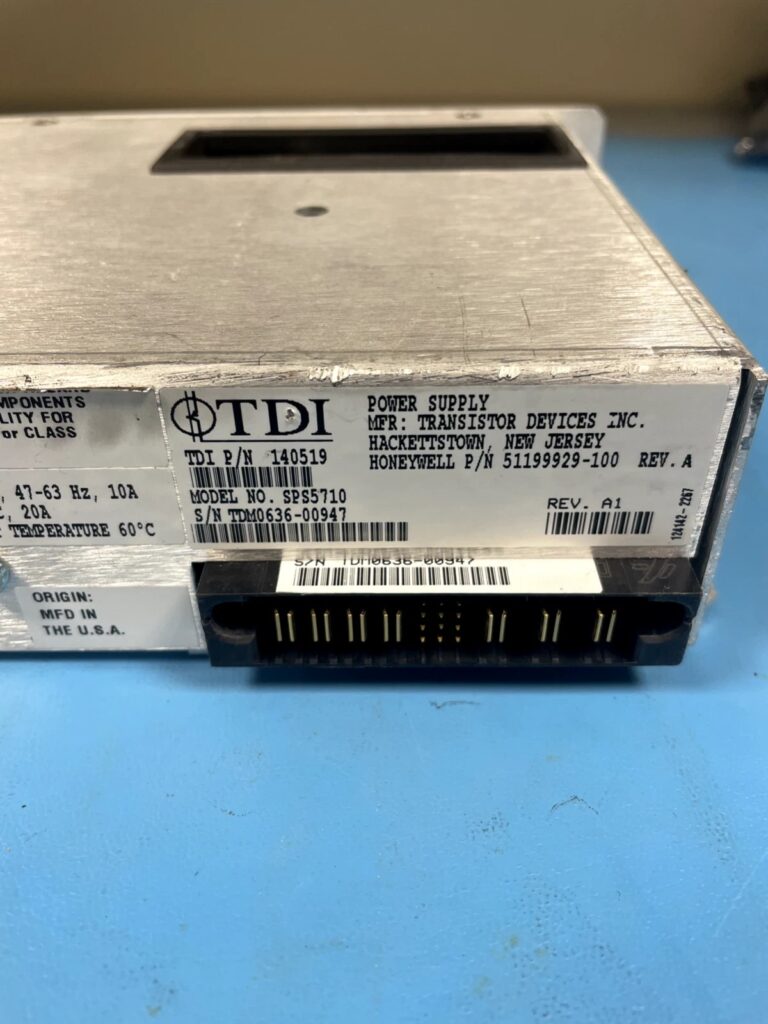 MPONENTS
LITY FOR
or CLASS
, 47-63 Hz, 10A
, 20A
TEMPERATURE 60°C
ORIGIN:
MFD IN
THE U.S.A.
TDI
TDI P/N 140519
MODEL NO. SPS5710
S/N TDM0636-00947
POWER SUPPLY
MFR: TRANSISTOR DEVICES INC.
HACKETTSTOWN, NEW JERSEY
HONEYWELL P/N 51199929-100 REV. A
REV. A1
124142-2267
S/N TDM0636-00947